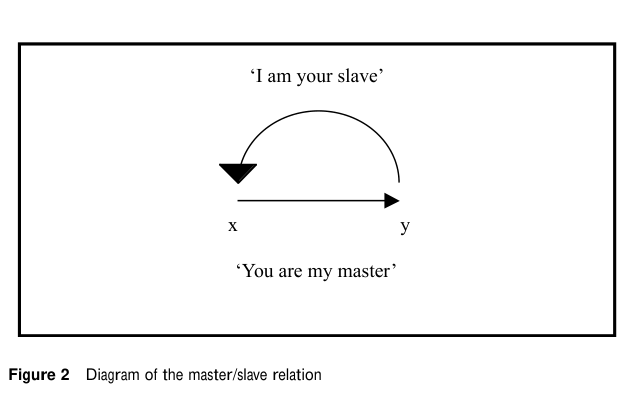 ‘I am your slave’
x y
‘You are my master’
Figure 2 Diagram of the master/slave relation